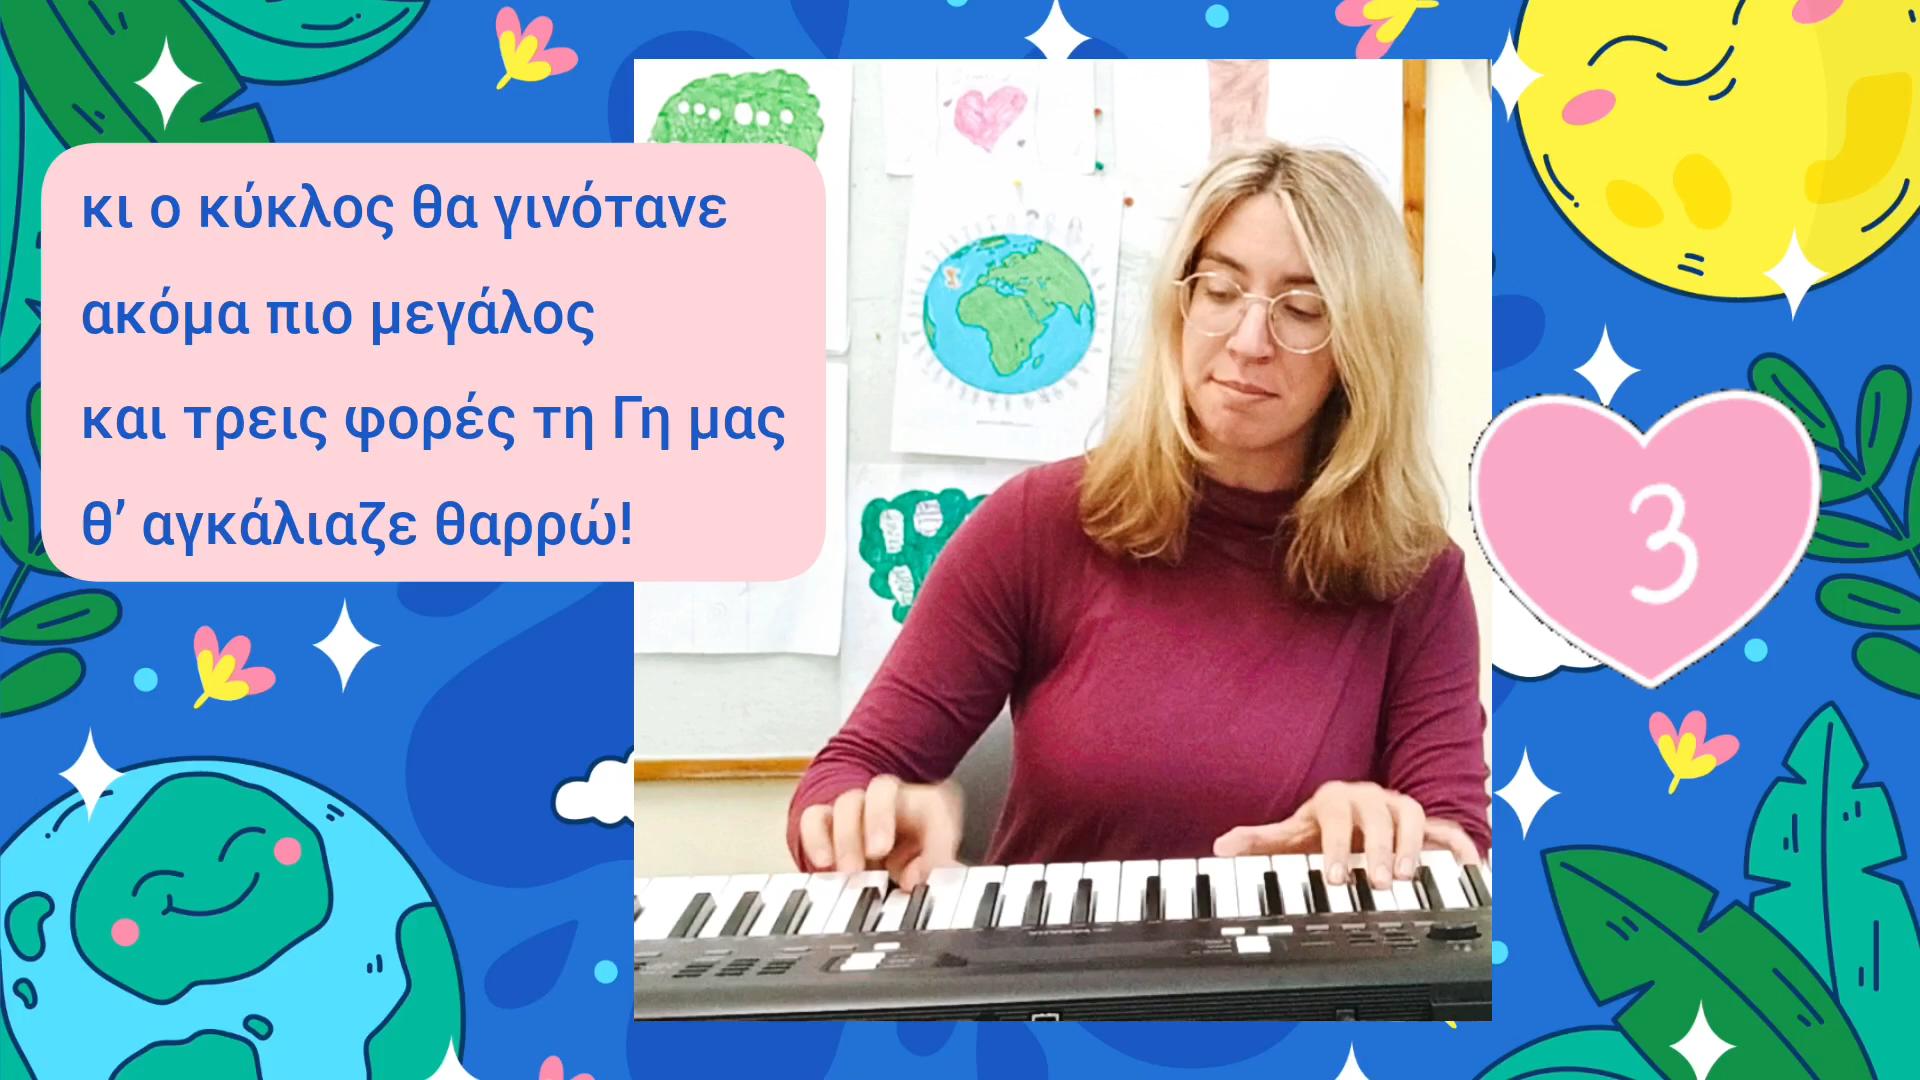 κι ο κύκλος θα γινότανε
ακόμα πιο μεγάλος
και τρεις φορές τη Γη μας
θ’ αγκάλιαζε θαρρώ!
3